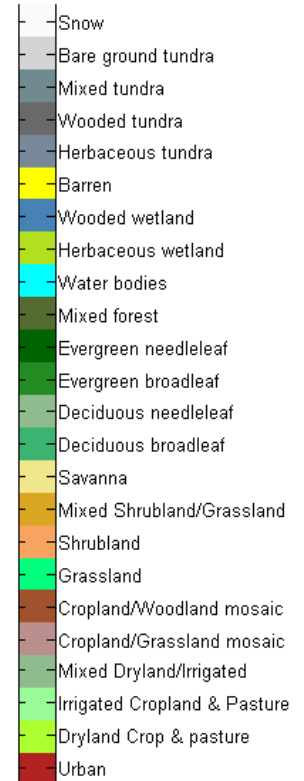 Snow
Bare ground tundra
Mixed tundra
Wooded tundra
Herbaceous tundra
Barren
Wooded wetland
Herbaceous wetland
Water bodies
Mixed forest
Evergreen needleleaf
Evergreen broadleaf
Deciduous needleleaf
Deciduous broadleaf
Savanna
Mixed Shrubland/Grassland
Shrubland
Grassland
Cropland/Woodland mosaic
Cropland/Grassland mosaic
Mixed Dryland/Irrigated
Irrigated Cropland & Pasture
Dryland Crop & pasture
Urban